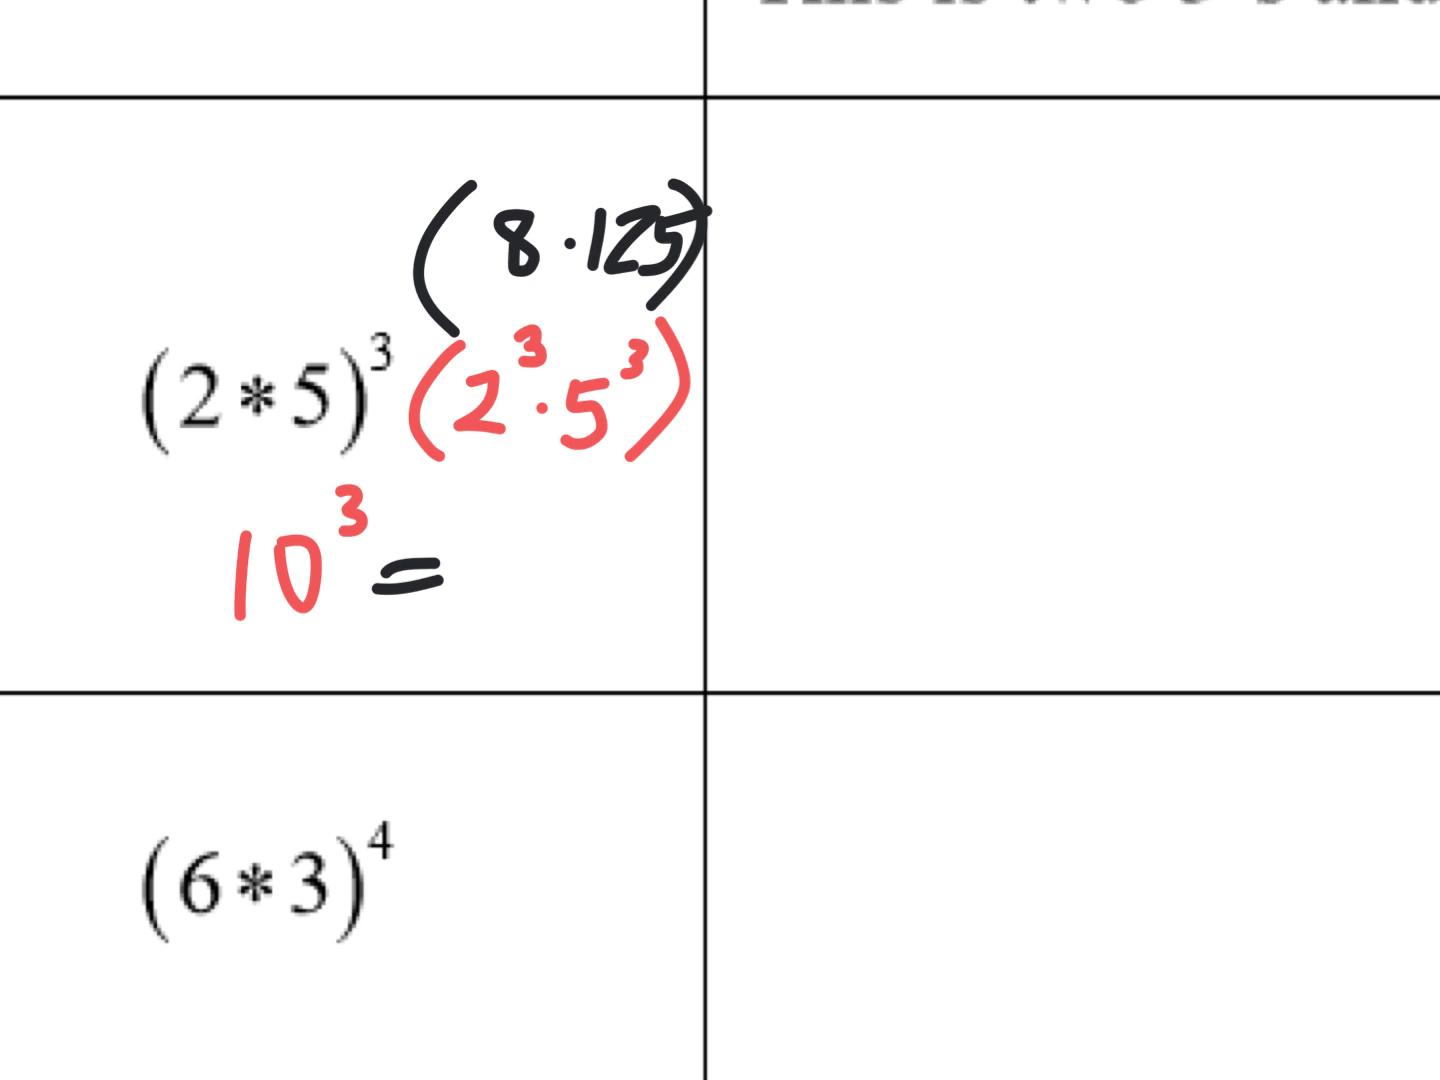 (8·125)
(2*5)³ (2³·5³)
10³=
(6*3)⁴